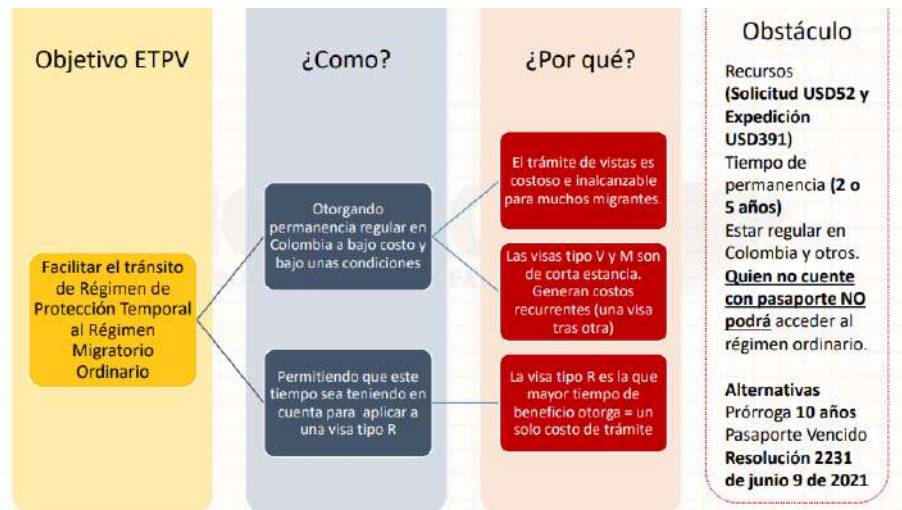 Objetivo ETPV
Facilitar el tránsito
de Régimen de
Protección Temporal
al Régimen
Migratorio
Ordinario
¿Como?
Otorgando
permanencia regular en
Colombia a bajo costo y
bajo unas condiciones
Permitiendo que este
tiempo sea teniendo en
cuenta para aplicar a
una visa tipo R
¿Por qué?
El trámite de vistas es
costoso e inalcanzable
para muchos migrantes.
Las visas tipo V y M son
de corta estancia.
Generan costos
recurrentes (una visa
tras otra)
La visa tipo R es la que
mayor tiempo de
beneficio otorga = un
solo costo de trámite
Obstáculo
Recursos
(Solicitud USD52 y
Expedición
USD391)
Tiempo de
permanencia (2 o
5 años)
Estar regular en
Colombia y otros.
Quien no cuente
con pasaporte NO
podrá acceder al
régimen ordinario.
Alternativas
Prórroga 10 años
Pasaporte Vencido
Resolución 2231
de junio 9 de 2021